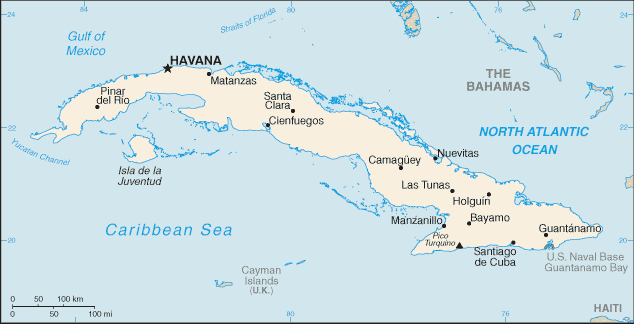 84
80
76
24
24
Straits of Florida
Gulf of
Mexico
HAVANA
Matanzas
THE
BAHAMAS
Pinar
del Río
Santa
Clara
Cienfuegos
22
22
NORTH ATLANTIC
OCEAN
Yucatan Channel
Isla de la
Juventud
Camagüey
Nuevitas
Las Tunas
Holguín
Manzanillo
Bayamo
Caribbean Sea
Pico
Turquino
Guantánamo
20
20
Santiago
de Cuba
U.S. Naval Base
Guantanamo Bay
Cayman
Islands
(U.K.)
0 50 100 km
0 50 100 mi
80
76
HAITI